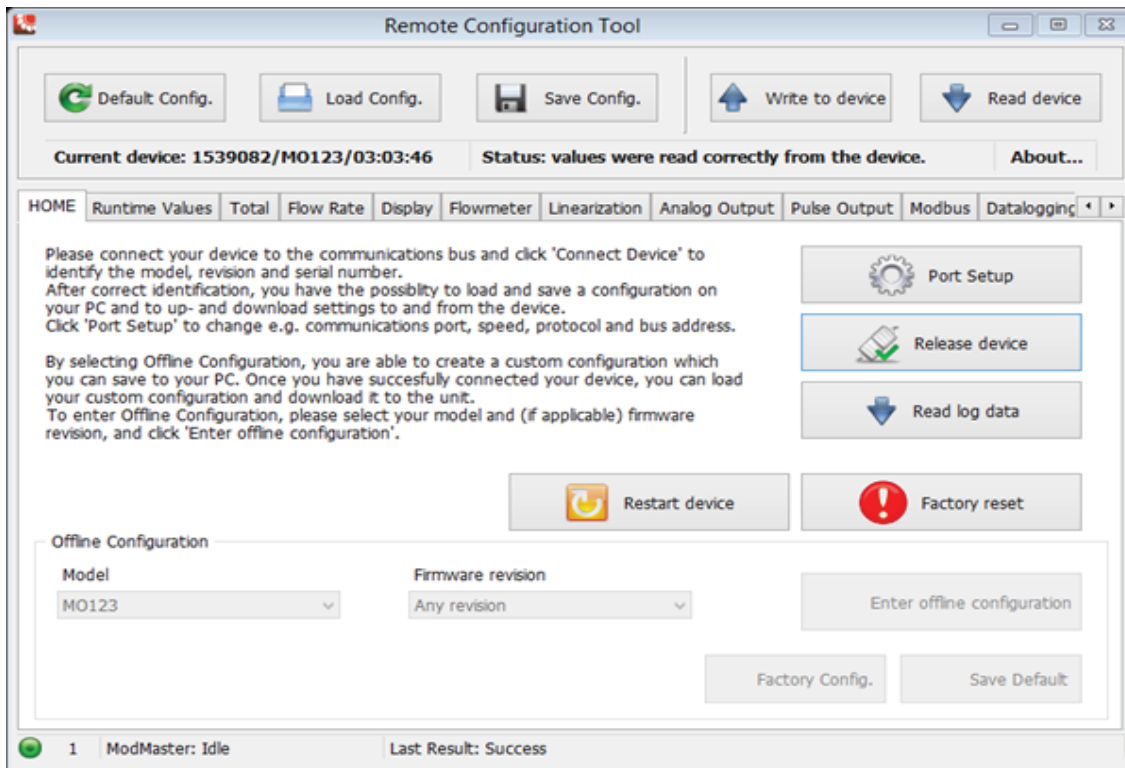 Remote Configuration Tool
Default Config.
Load Config.
Save Config.
Write to device
Read device
Current device: 1539082/MO123/03:03:46
Status: values were read correctly from the device.
About...
HOME
Runtime Values
Total
Flow Rate
Display
Flowmeter
Linearization
Analog Output
Pulse Output
Modbus
Datalogging
Please connect your device to the communications bus and click 'Connect Device' to
identify the model, revision and serial number.
After correct identification, you have the possiblity to load and save a configuration on
your PC and to up- and download settings to and from the device.
Click 'Port Setup' to change e.g. communications port, speed, protocol and bus address.
By selecting Offline Configuration, you are able to create a custom configuration which
you can save to your PC. Once you have succesfully connected your device, you can load
your custom configuration and download it to the unit.
To enter Offline Configuration, please select your model and (if applicable) firmware
revision, and click 'Enter offline configuration'.
Port Setup
Release device
Read log data
Restart device
Factory reset
Offline Configuration
Model
Firmware revision
MO123
Any revision
Enter offline configuration
Factory Config.
Save Default
1
ModMaster: Idle
Last Result: Success